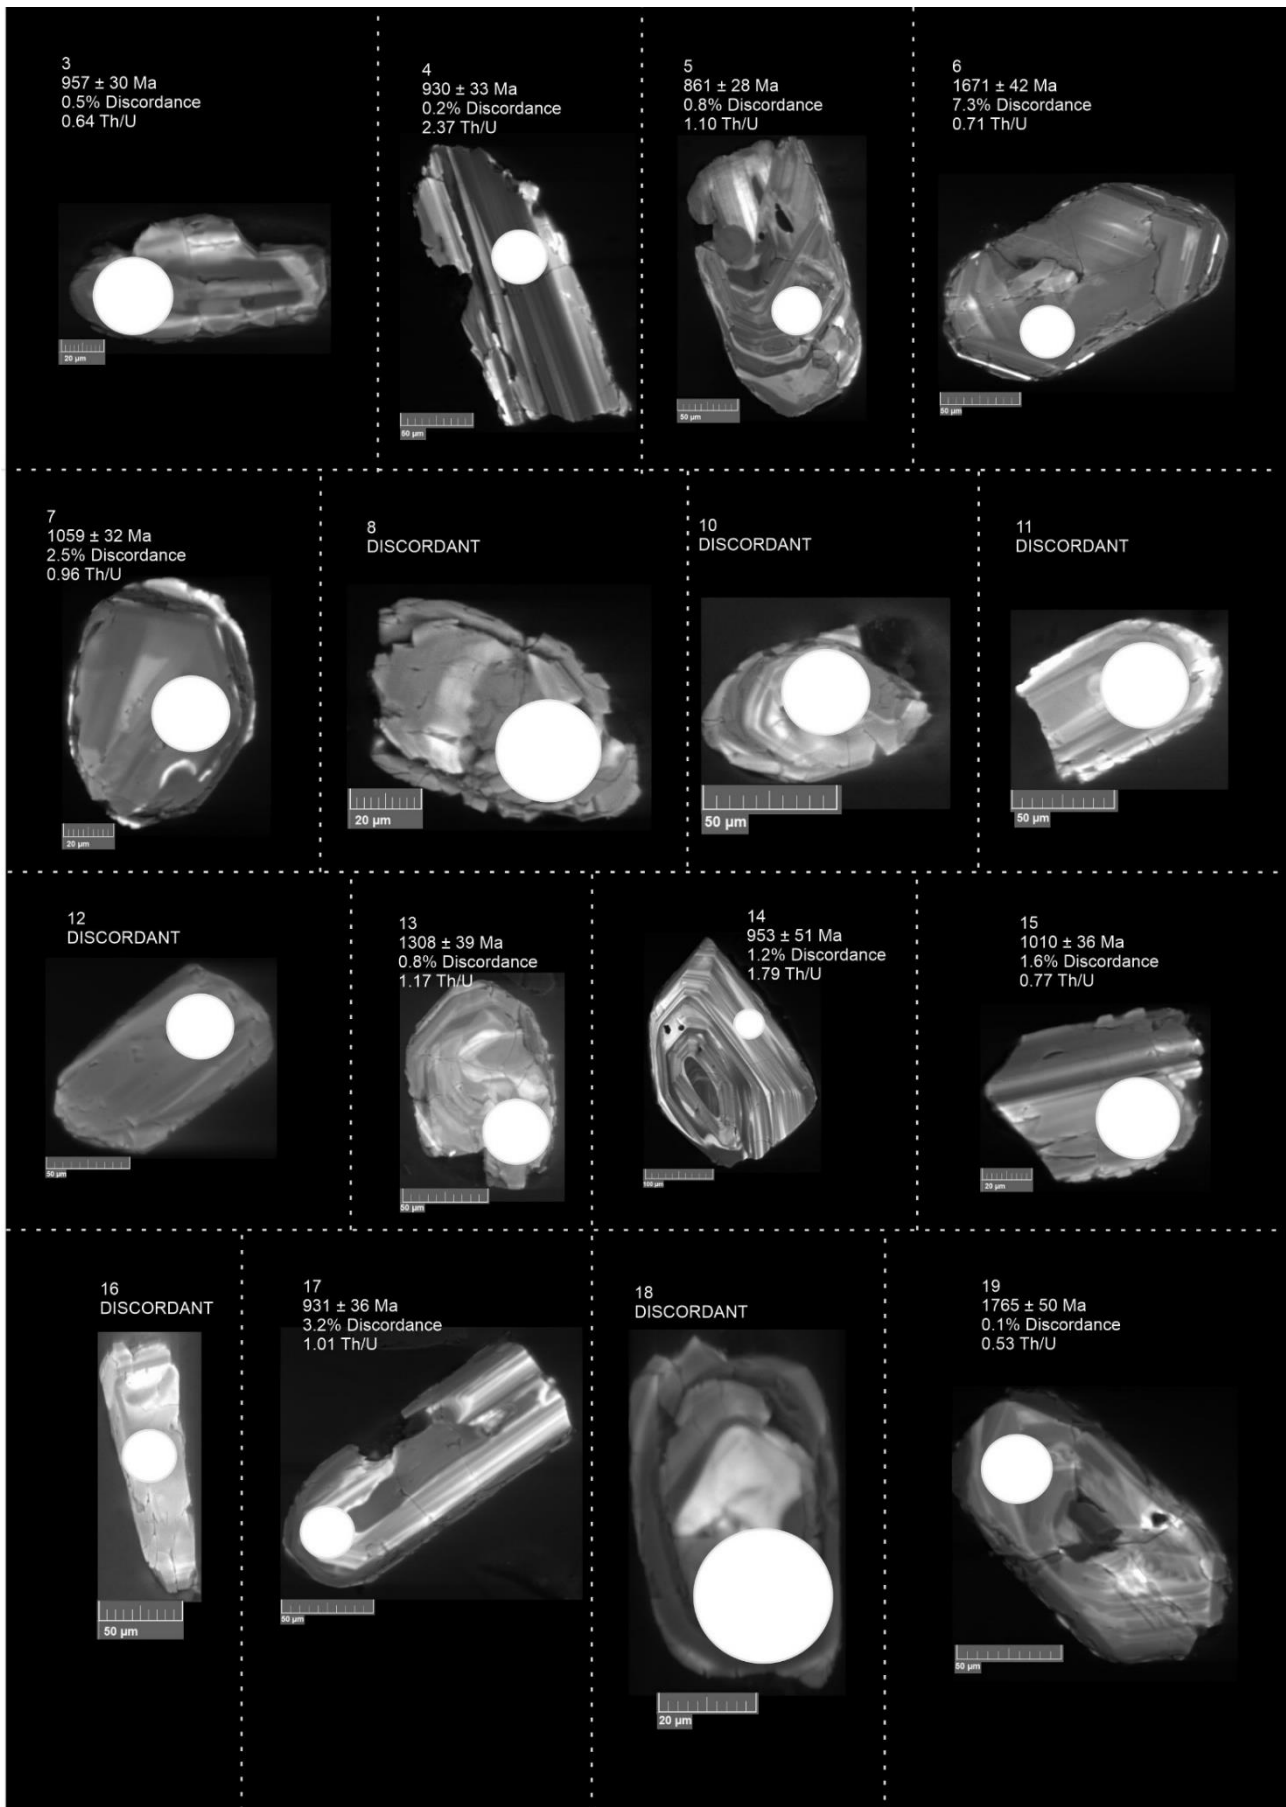 3
957 ± 30 Ma
0.5% Discordance
0.64 Th/U
20 µm
4
930 ± 33 Ma
0.2% Discordance
2.37 Th/U
50 µm
5
861 ± 28 Ma
0.8% Discordance
1.10 Th/U
50 µm
6
1671 ± 42 Ma
7.3% Discordance
0.71 Th/U
50 µm
7
1059 ± 32 Ma
2.5% Discordance
0.96 Th/U
20 µm
8
DISCORDANT
20 µm
10
DISCORDANT
50 µm
11
DISCORDANT
50 µm
12
DISCORDANT
50 µm
13
1308 ± 39 Ma
0.8% Discordance
1.17 Th/U
50 µm
14
953 ± 51 Ma
1.2% Discordance
1.79 Th/U
100 µm
15
1010 ± 36 Ma
1.6% Discordance
0.77 Th/U
20 µm
16
DISCORDANT
50 µm
17
931 ± 36 Ma
3.2% Discordance
1.01 Th/U
50 µm
18
DISCORDANT
20 µm
19
1765 ± 50 Ma
0.1% Discordance
0.53 Th/U
50 µm